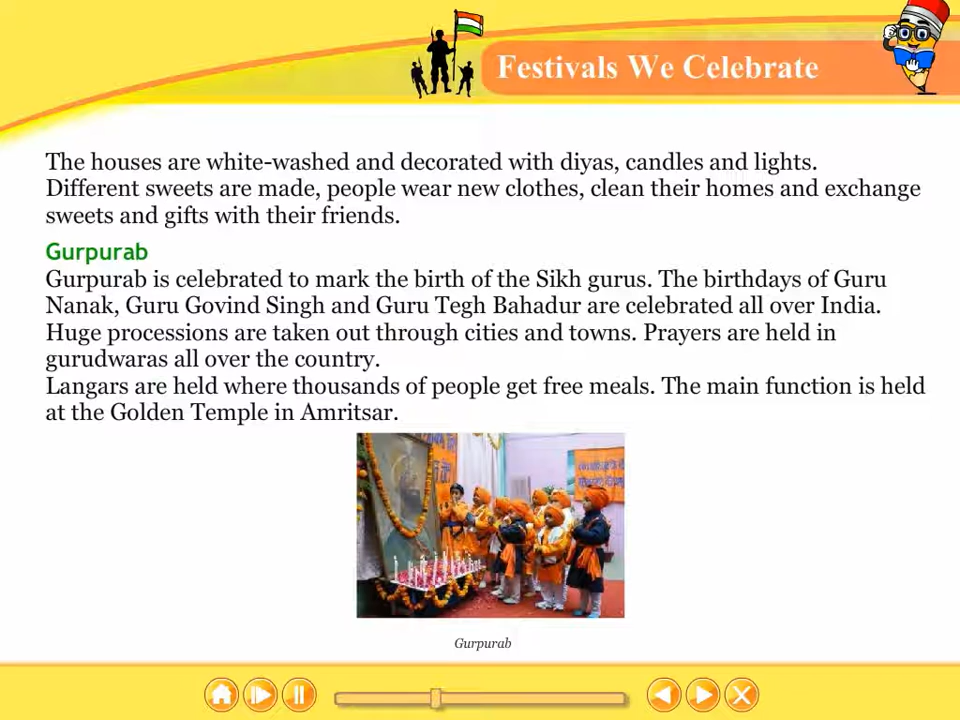 Festivals We Celebrate
The houses are white-washed and decorated with diyas, candles and lights.
Different sweets are made, people wear new clothes, clean their homes and exchange
sweets and gifts with their friends.
Gurpurab
Gurpurab is celebrated to mark the birth of the Sikh gurus. The birthdays of Guru
Nanak, Guru Govind Singh and Guru Tegh Bahadur are celebrated all over India.
Huge processions are taken out through cities and towns. Prayers are held in
gurudwaras all over the country.
Langars are held where thousands of people get free meals. The main function is held
at the Golden Temple in Amritsar.
Gurpurab